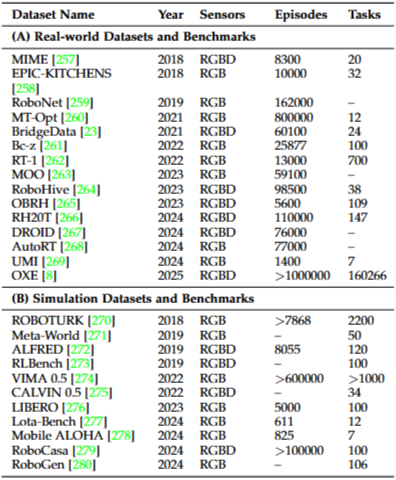 Dataset Name Year Sensors Episodes Tasks
(A) Real-world Datasets and Benchmarks
MIME [257] 2018 RGBD 8300 20
EPIC-KITCHENS 2018 RGB 10000 32
[258]
RoboNet [259] 2019 RGB 162000 –
MT-Opt [260] 2021 RGB 800000 12
BridgeData [23] 2021 RGBD 60100 24
Bc-z [261] 2022 RGB 25877 100
RT-1 [262] 2022 RGB 13000 700
MOO [263] 2023 RGB 59100 –
RoboHive [264] 2023 RGBD 98500 38
OBRH [265] 2023 RGBD 5600 109
RH20T [266] 2024 RGBD 110000 147
DROID [267] 2024 RGBD 76000 –
AutoRT [268] 2024 RGB 77000 –
UMI [269] 2024 RGB 1400 7
OXE [8] 2025 RGBD >1000000 160266
(B) Simulation Datasets and Benchmarks
ROBOTURK [270] 2018 RGB >7868 2200
Meta-World [271] 2019 RGB – 50
ALFRED [272] 2019 RGBD 8055 120
RLBench [273] 2019 RGBD – 100
VIMA 0.5 [274] 2022 RGB >600000 >1000
CALVIN 0.5 [275] 2022 RGBD – 34
LIBERO [276] 2023 RGB 5000 100
Lota-Bench [277] 2024 RGB 611 12
Mobile ALOHA [278] 2024 RGB 825 7
RoboCasa [279] 2024 RGBD >100000 100
RoboGen [280] 2024 RGB – 106